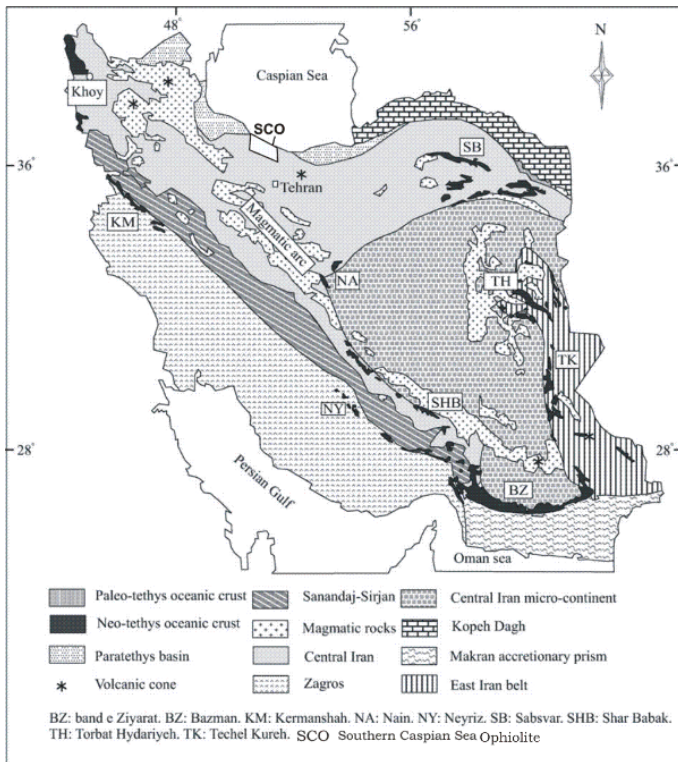 48° 56°
N
Caspian Sea
Khoy
SCO
SB
36° 36°
Tehran
KM
Magmatic arc
NA
TH
TK
SHB
NY
28° 28°
Persian Gulf
BZ
Oman sea
Paleo-tethys oceanic crust Sanandaj-Sirjan Central Iran micro-continent
Neo-tethys oceanic crust Magmatic rocks Kopeh Dagh
Paratethys basin Central Iran Makran accretionary prism
Volcanic cone Zagros East Iran belt
BZ: band e Ziyarat. BZ: Bazman. KM: Kermanshah. NA: Nain. NY: Neyriz. SB: Sabsvar. SHB: Shar Babak.
TH: Torbat Hydariyeh. TK: Techel Kureh. SCO Southern Caspian Sea Ophiolite